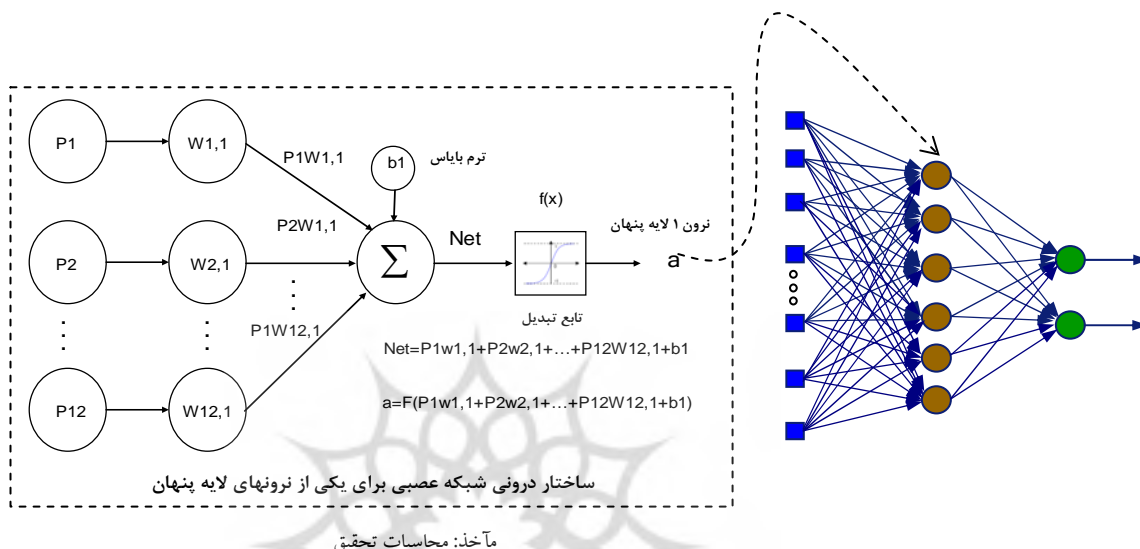 P1
W1,1
P1W1,1
b1
ترم بایاس
f(x)
P2W1,1
Net
نرون ۱ لایه پنهان
P2
W2,1
Σ
a
تابع تبدیل
P1W12,1
Net=P1w1,1+P2w2,1+…+P12W12,1+b1
P12
W12,1
a=F(P1w1,1+P2w2,1+…+P12W12,1+b1)
ساختار درونی شبکه عصبی برای یکی از نرونهای لایه پنهان
مآخذ: محاسبات تحقیق